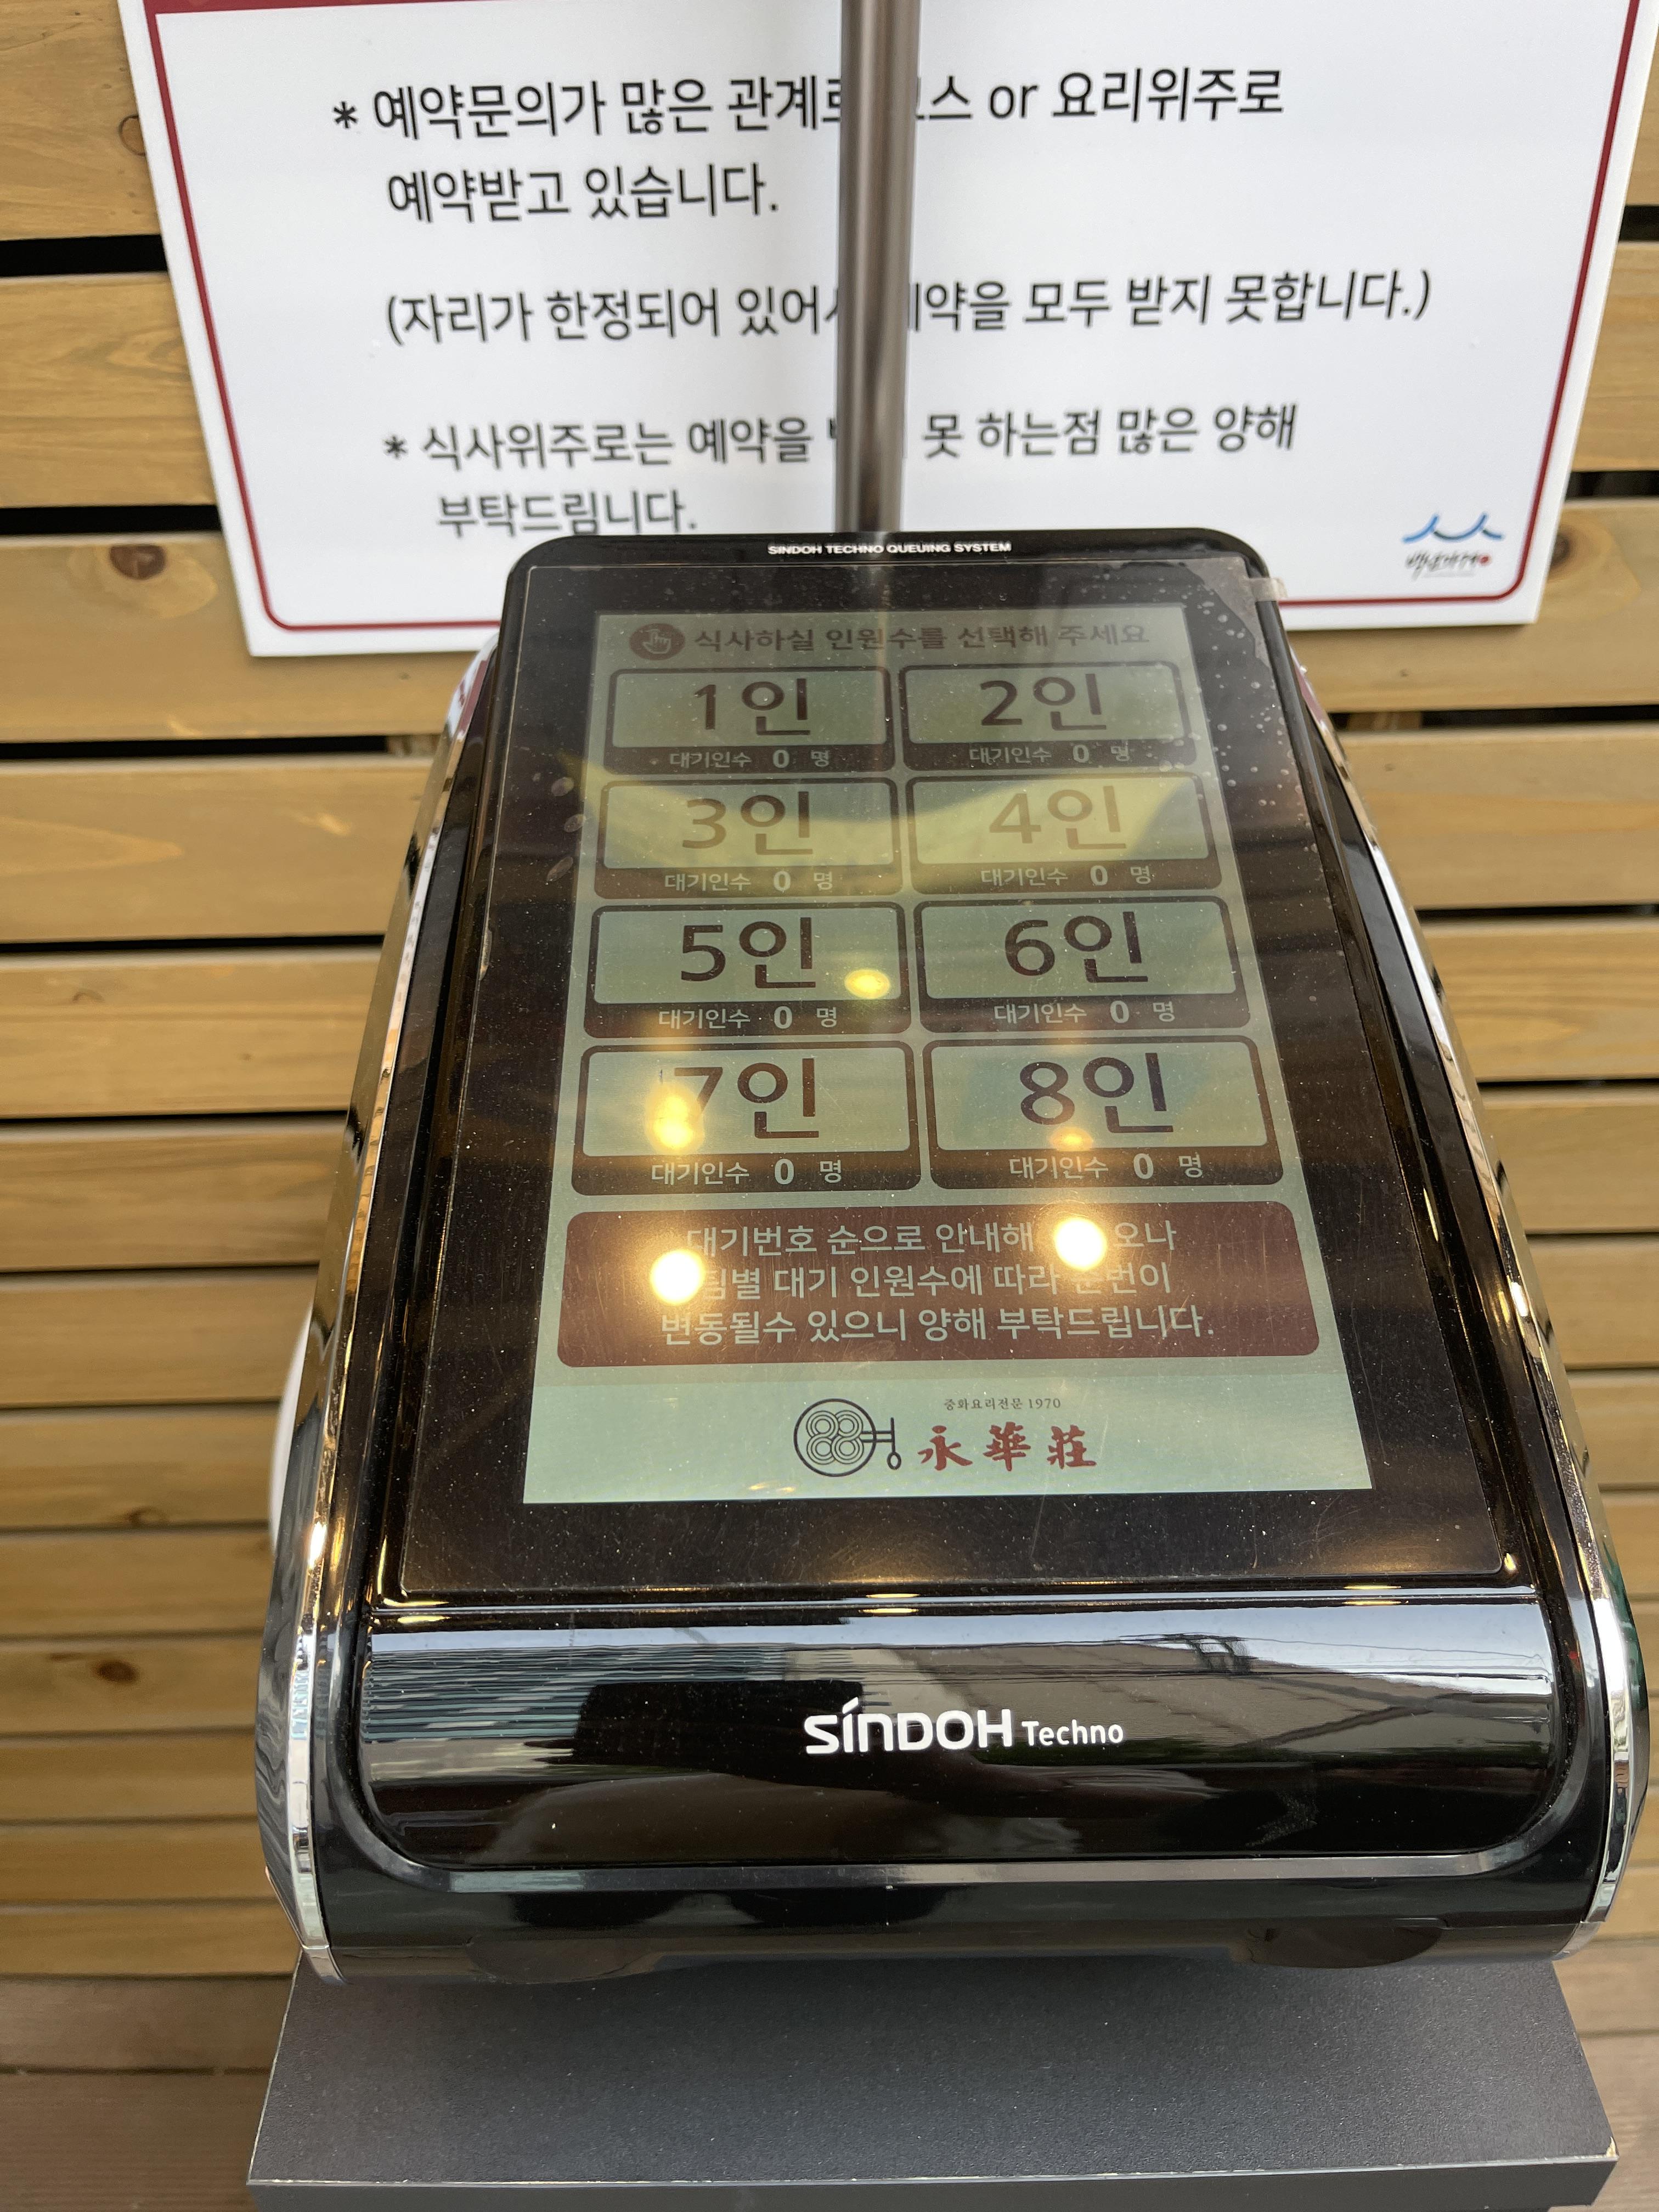 * 예약문의가 많은 관계로 코스 or 요리위주로
예약받고 있습니다.
(자리가 한정되어 있어서 예약을 모두 받지 못합니다.)
* 식사위주로는 예약을 받지 못 하는점 많은 양해
부탁드립니다.
SINDOH TECHNO QUEUING SYSTEM
식사하실 인원수를 선택해 주세요
1인 2인
대기인수 0 명 대기인수 0 명
3인 4인
대기인수 0 명 대기인수 0 명
5인 6인
대기인수 0 명 대기인수 0 명
7인 8인
대기인수 0 명 대기인수 0 명
대기번호 순으로 안내해 오나
팀별 대기 인원수에 따라 순번이
변동될수 있으니 양해 부탁드립니다.
중화요리전문 1970
永華莊
SINDOH Techno